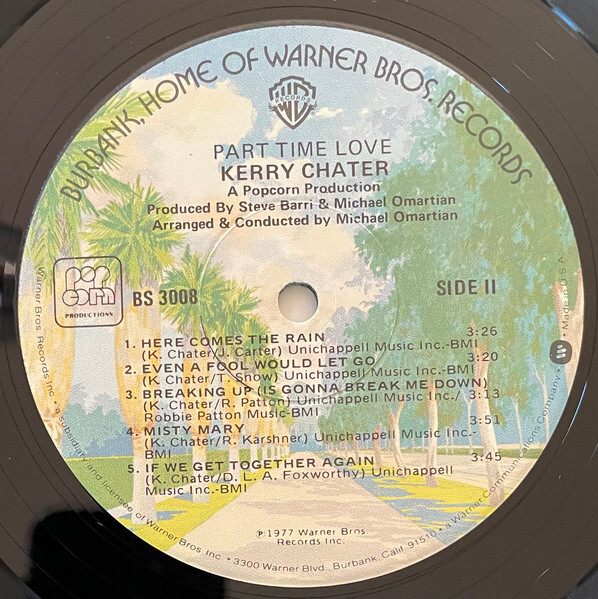 BURBANK, HOME OF WARNER BROS. RECORDS
W B
RECORDS
PART TIME LOVE
KERRY CHATER
A Popcorn Production
Produced By Steve Barri & Michael Omartian
Arranged & Conducted by Michael Omartian
pop
corn
PRODUCTIONS
BS 3008
SIDE II
1. HERE COMES THE RAIN 3:26
(K. Chater/J. Carter) Unichappell Music Inc.-BMI
2. EVEN A FOOL WOULD LET GO 3:20
(K. Chater/T. Snow) Unichappell Music Inc.-BMI
3. BREAKING UP (IS GONNA BREAK ME DOWN)
(K. Chater/R. Patton) Unichappell Music Inc./ 3:13
Robbie Patton Music-BMI
4. MISTY MARY 3:51
(K. Chater/R. Karshner) Unichappell Music Inc.-
BMI
5. IF WE GET TOGETHER AGAIN 3:45
(K. Chater/D. L. A. Foxworthy) Unichappell
Music Inc.-BMI
℗1977 Warner Bros.
Records Inc.
Warner Bros. Records Inc., • a subsidiary and licensee of Warner Bros. Inc. • 3300 Warner Blvd., Burbank, Calif. 91510 • a Warner Communications Company • Made in U.S.A.